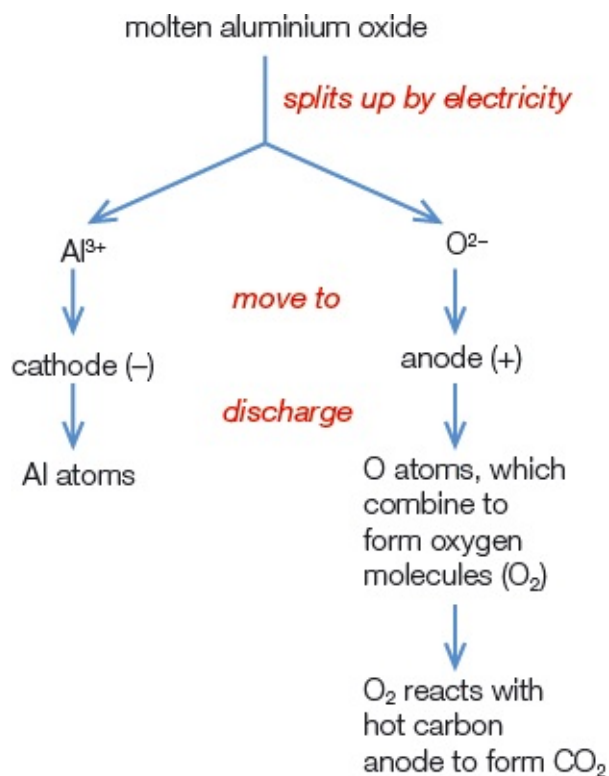 molten aluminium oxide
splits up by electricity
Al³⁺
O²⁻
move to
cathode (–)
anode (+)
discharge
Al atoms
O atoms, which
combine to
form oxygen
molecules (O₂)
O₂ reacts with
hot carbon
anode to form CO₂